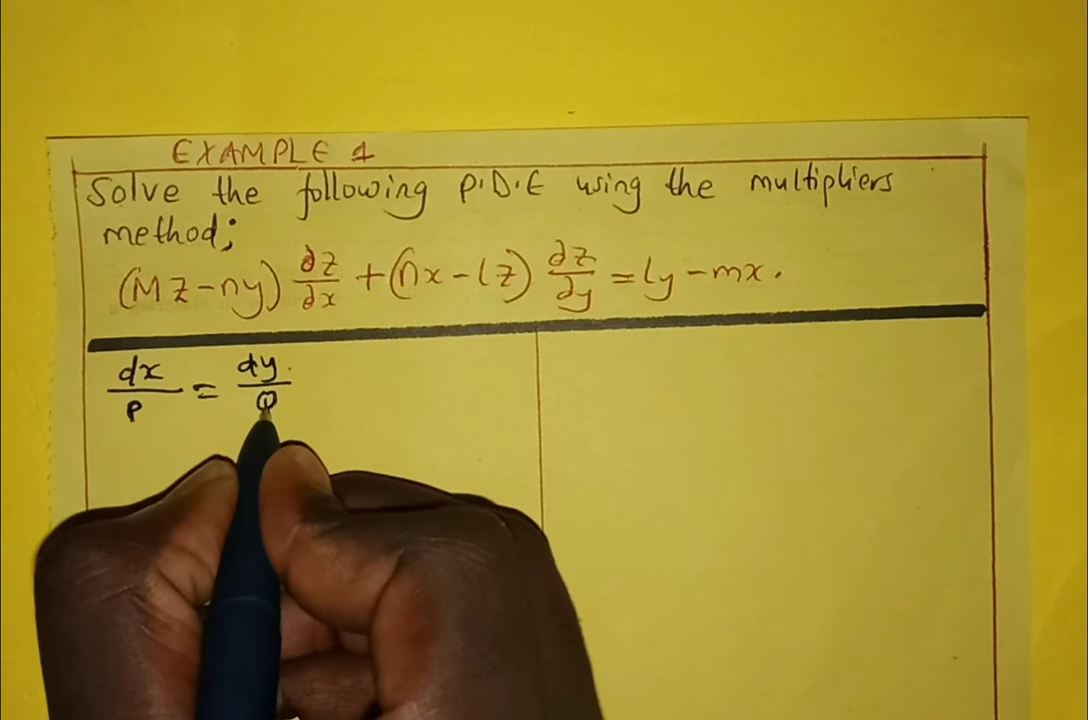 EXAMPLE 1
Solve the following P.D.E using the multipliers
method;
(Mz-ny) ∂z/∂x + (nx-lz) ∂z/∂y = ly-mx.
dx/P = dy/Q